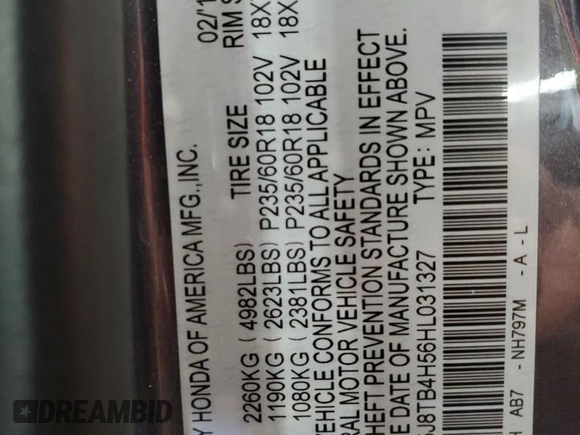 Y HONDA OF AMERICA MFG.,INC. 02/'1
TIRE SIZE RIM S
2260KG ( 4982LBS)
1190KG ( 2623LBS) P235/60R18 102V 18X
1080KG ( 2381LBS) P235/60R18 102V 18X
VEHICLE CONFORMS TO ALL APPLICABLE
RAL MOTOR VEHICLE SAFETY
HEFT PREVENTION STANDARDS IN EFFECT
E DATE OF MANUFACTURE SHOWN ABOVE.
J8TB4H56HL031327 TYPE: MPV
H AB7 - NH797M - A - L
DREAMBID